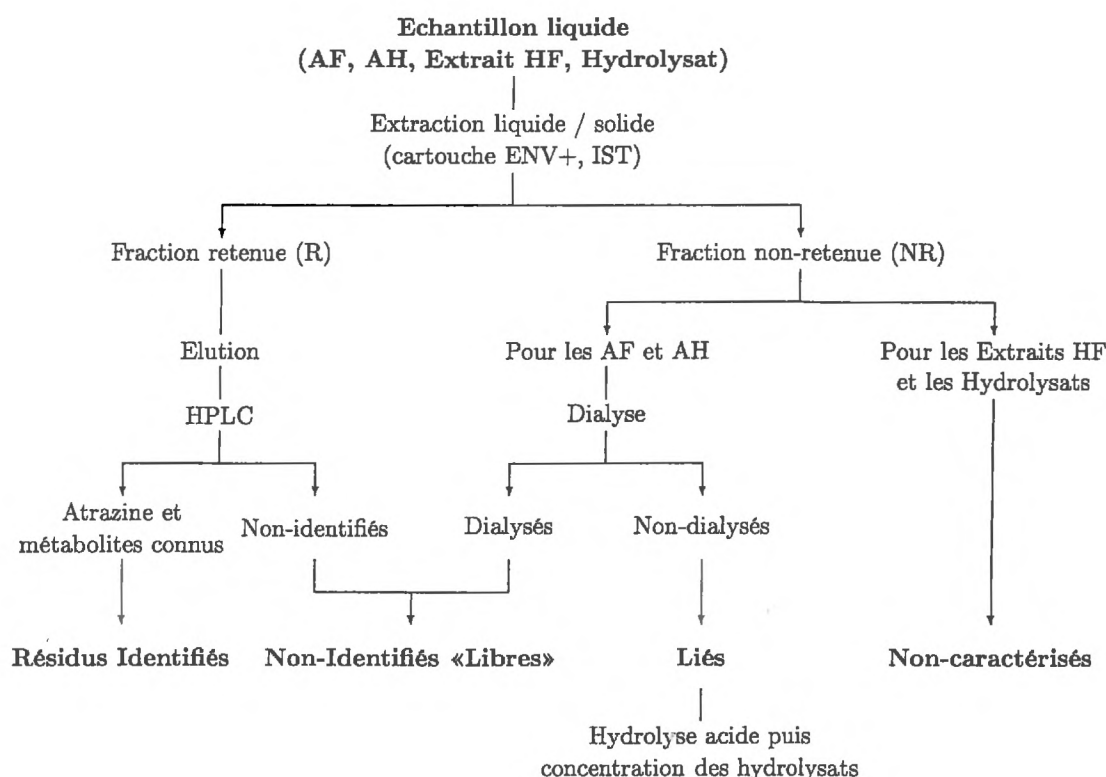 Echantillon liquide
(AF, AH, Extrait HF, Hydrolysat)
Extraction liquide / solide
(cartouche ENV+, IST)
Fraction retenue (R)
Fraction non-retenue (NR)
Elution
Pour les AF et AH
Pour les Extraits HF
et les Hydrolysats
HPLC
Dialyse
Atrazine et
métabolites connus
Non-identifiés
Dialysés
Non-dialysés
Résidus Identifiés
Non-Identifiés «Libres»
Liés
Non-caractérisés
Hydrolyse acide puis
concentration des hydrolysats